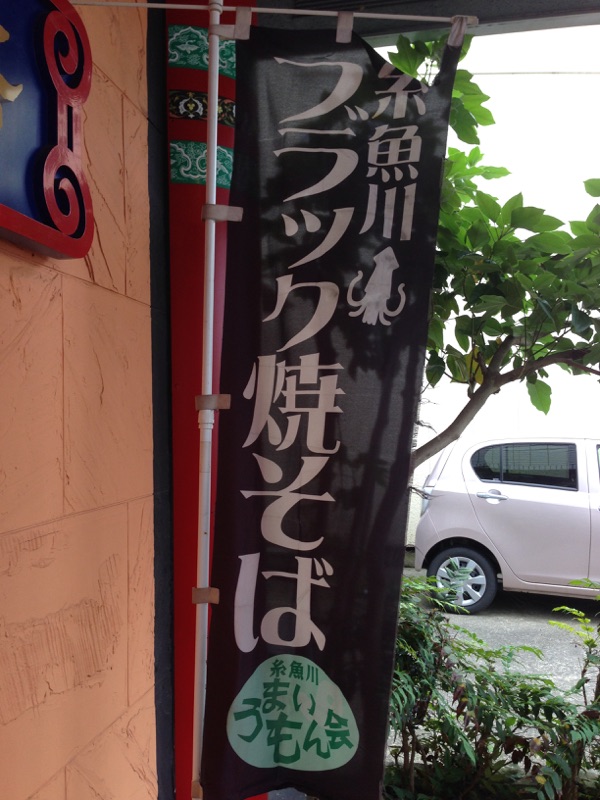 糸魚川
ブラック焼そば
糸魚川
うまいもん会